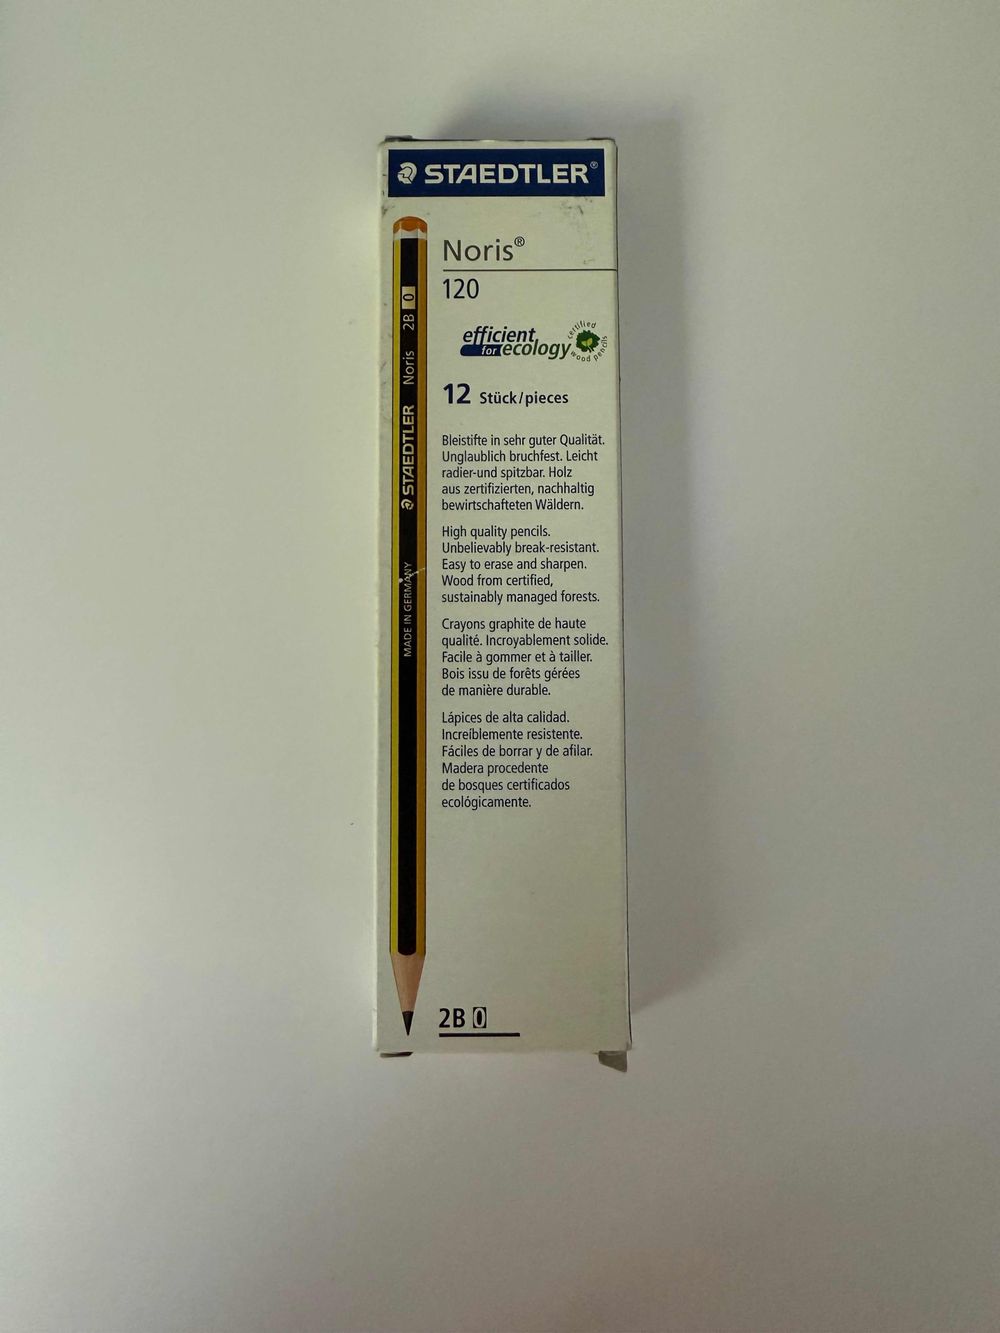 STAEDTLER®
Noris®
120
efficient
for ecology
certified
wood pencils
12 Stück/pieces
Bleistifte in sehr guter Qualität.
Unglaublich bruchfest. Leicht
radier-und spitzbar. Holz
aus zertifizierten, nachhaltig
bewirtschafteten Wäldern.
High quality pencils.
Unbelievably break-resistant.
Easy to erase and sharpen.
Wood from certified,
sustainably managed forests.
Crayons graphite de haute
qualité. Incroyablement solide.
Facile à gommer et à tailler.
Bois issu de forêts gérées
de manière durable.
Lápices de alta calidad.
Increíblemente resistente.
Fáciles de borrar y de afilar.
Madera procedente
de bosques certificados
ecológicamente.
2B 0
MADE IN GERMANY STAEDTLER Noris 2B 0